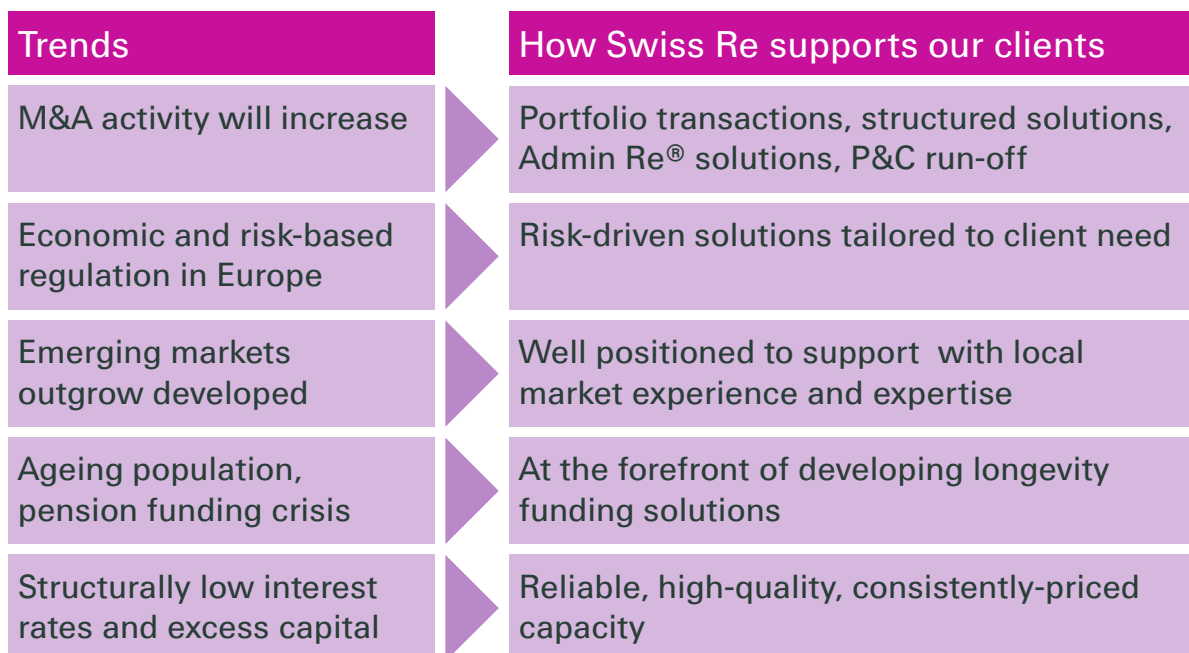 Trends
How Swiss Re supports our clients
M&A activity will increase
Portfolio transactions, structured solutions,
Admin Re® solutions, P&C run-off
Economic and risk-based
regulation in Europe
Risk-driven solutions tailored to client need
Emerging markets
outgrow developed
Well positioned to support  with local
market experience and expertise
Ageing population,
pension funding crisis
At the forefront of developing longevity
funding solutions
Structurally low interest
rates and excess capital
Reliable, high-quality, consistently-priced
capacity